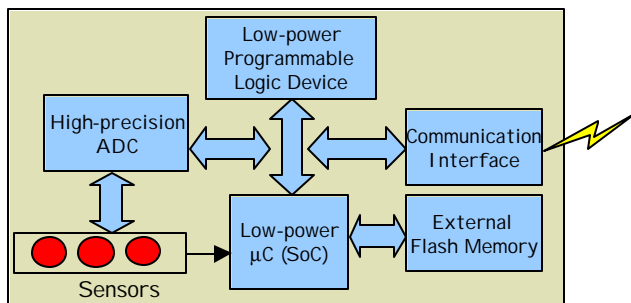 Low-power
Programmable
Logic Device
High-precision
ADC
Communication
Interface
Low-power
μC (SoC)
External
Flash Memory
Sensors